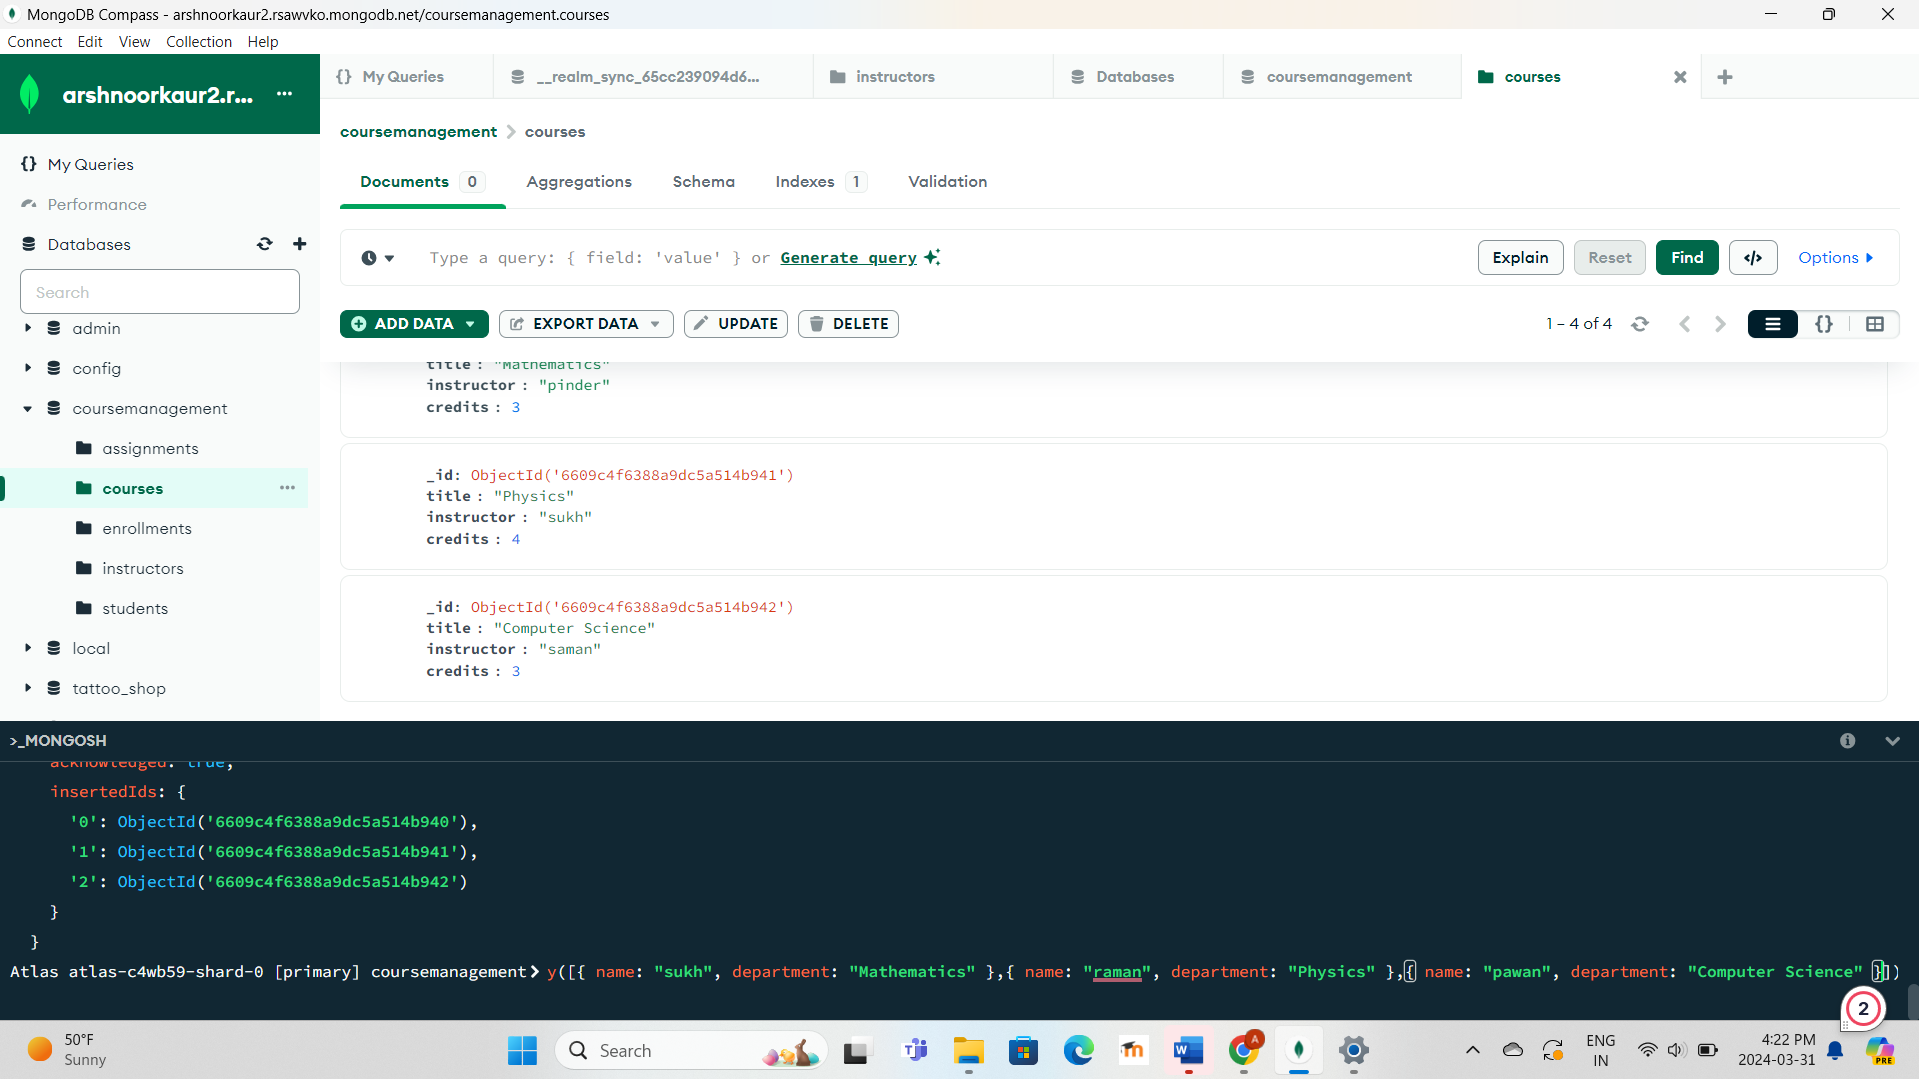 MongoDB Compass - arshnoorkaur2.rsawvko.mongodb.net/coursemanagement.courses
Connect Edit View Collection Help
arshnoorkaur2.r... ...
{} My Queries
Performance
Databases
Search
admin
config
coursemanagement
assignments
courses ...
enrollments
instructors
students
local
tattoo_shop
{} My Queries __realm_sync_65cc239094d6... instructors Databases coursemanagement courses
coursemanagement > courses
Documents 0 Aggregations Schema Indexes 1 Validation
Type a query: { field: 'value' } or Generate query Explain Reset Find </> Options
ADD DATA EXPORT DATA UPDATE DELETE 1 – 4 of 4 {}
title : "Mathematics"
instructor : "pinder"
credits : 3
_id: ObjectId('6609c4f6388a9dc5a514b941')
title : "Physics"
instructor : "sukh"
credits : 4
_id: ObjectId('6609c4f6388a9dc5a514b942')
title : "Computer Science"
instructor : "saman"
credits : 3
>_MONGOSH
acknowledged: true,
insertedIds: {
'0': ObjectId('6609c4f6388a9dc5a514b940'),
'1': ObjectId('6609c4f6388a9dc5a514b941'),
'2': ObjectId('6609c4f6388a9dc5a514b942')
}
}
Atlas atlas-c4wb59-shard-0 [primary] coursemanagement> y([{ name: "sukh", department: "Mathematics" },{ name: "raman", department: "Physics" },{ name: "pawan", department: "Computer Science" }])
2
50°F
Sunny
Search
A
ENG
IN
4:22 PM
2024-03-31
PRE